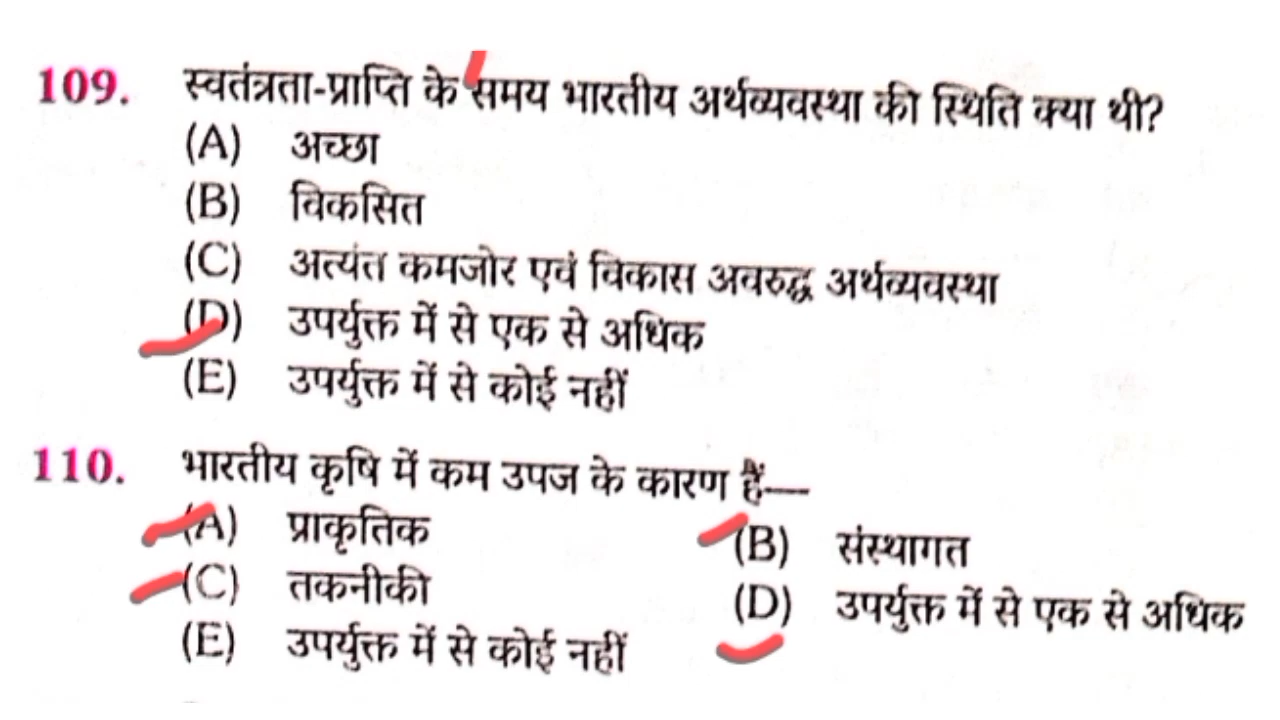 109. स्वतंत्रता-प्राप्ति के समय भारतीय अर्थव्यवस्था की स्थिति क्या थी?
(A) अच्छा
(B) विकसित
(C) अत्यंत कमजोर एवं विकास अवरुद्ध अर्थव्यवस्था
(D) उपर्युक्त में से एक से अधिक
(E) उपर्युक्त में से कोई नहीं
110. भारतीय कृषि में कम उपज के कारण हैं—
(A) प्राकृतिक (B) संस्थागत
(C) तकनीकी (D) उपर्युक्त में से एक से अधिक
(E) उपर्युक्त में से कोई नहीं